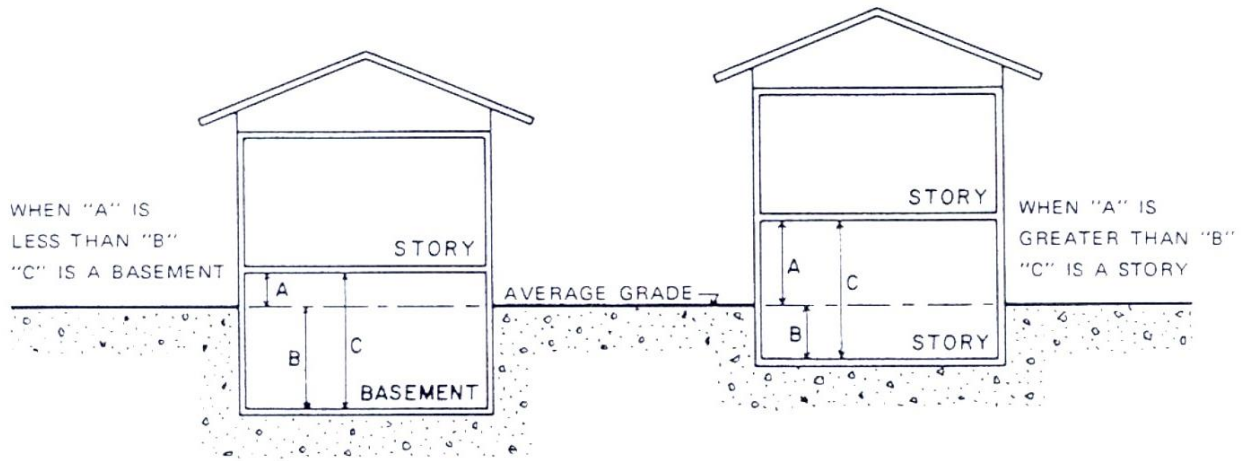 WHEN "A" IS
LESS THAN "B"
"C" IS A BASEMENT
STORY
A
B
C
BASEMENT
AVERAGE GRADE
STORY
A
B
C
STORY
WHEN "A" IS
GREATER THAN "B"
"C" IS A STORY